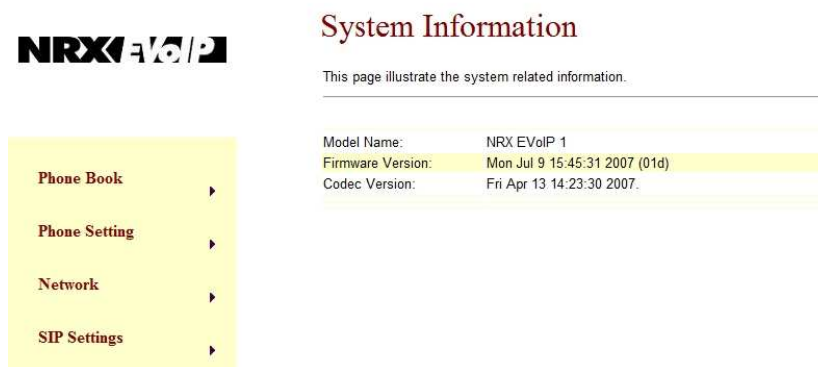 NRX EVoIP
System Information
This page illustrate the system related information.
Model Name: NRX EVoIP 1
Firmware Version: Mon Jul 9 15:45:31 2007 (01d)
Codec Version: Fri Apr 13 14:23:30 2007.
Phone Book
Phone Setting
Network
SIP Settings